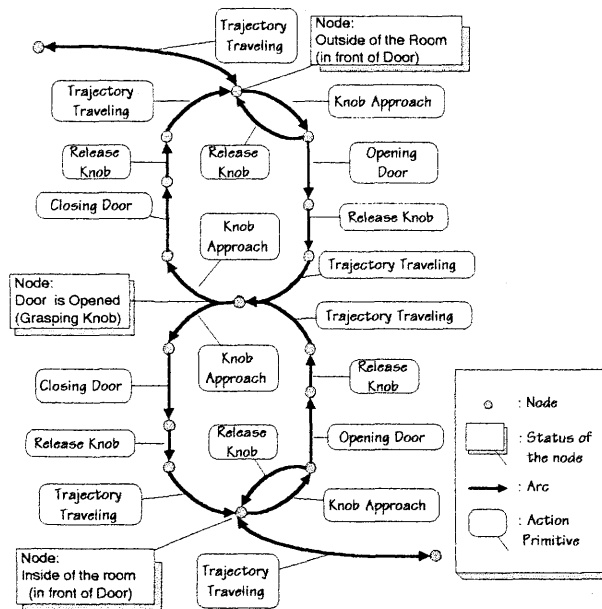 Trajectory
Traveling
Node:
Outside of the Room
(in front of Door)
Trajectory
Traveling
Knob Approach
Release
Knob
Release
Knob
Opening
Door
Closing Door
Release Knob
Knob
Approach
Trajectory Traveling
Node:
Door is Opened
(Grasping Knob)
Trajectory Traveling
Knob
Approach
Closing Door
Release
Knob
Release Knob
Release
Knob
Opening Door
Trajectory
Traveling
Knob Approach
Node:
Inside of the room
(in front of Door)
Trajectory
Traveling
: Node
: Status of
the node
: Arc
: Action
Primitive